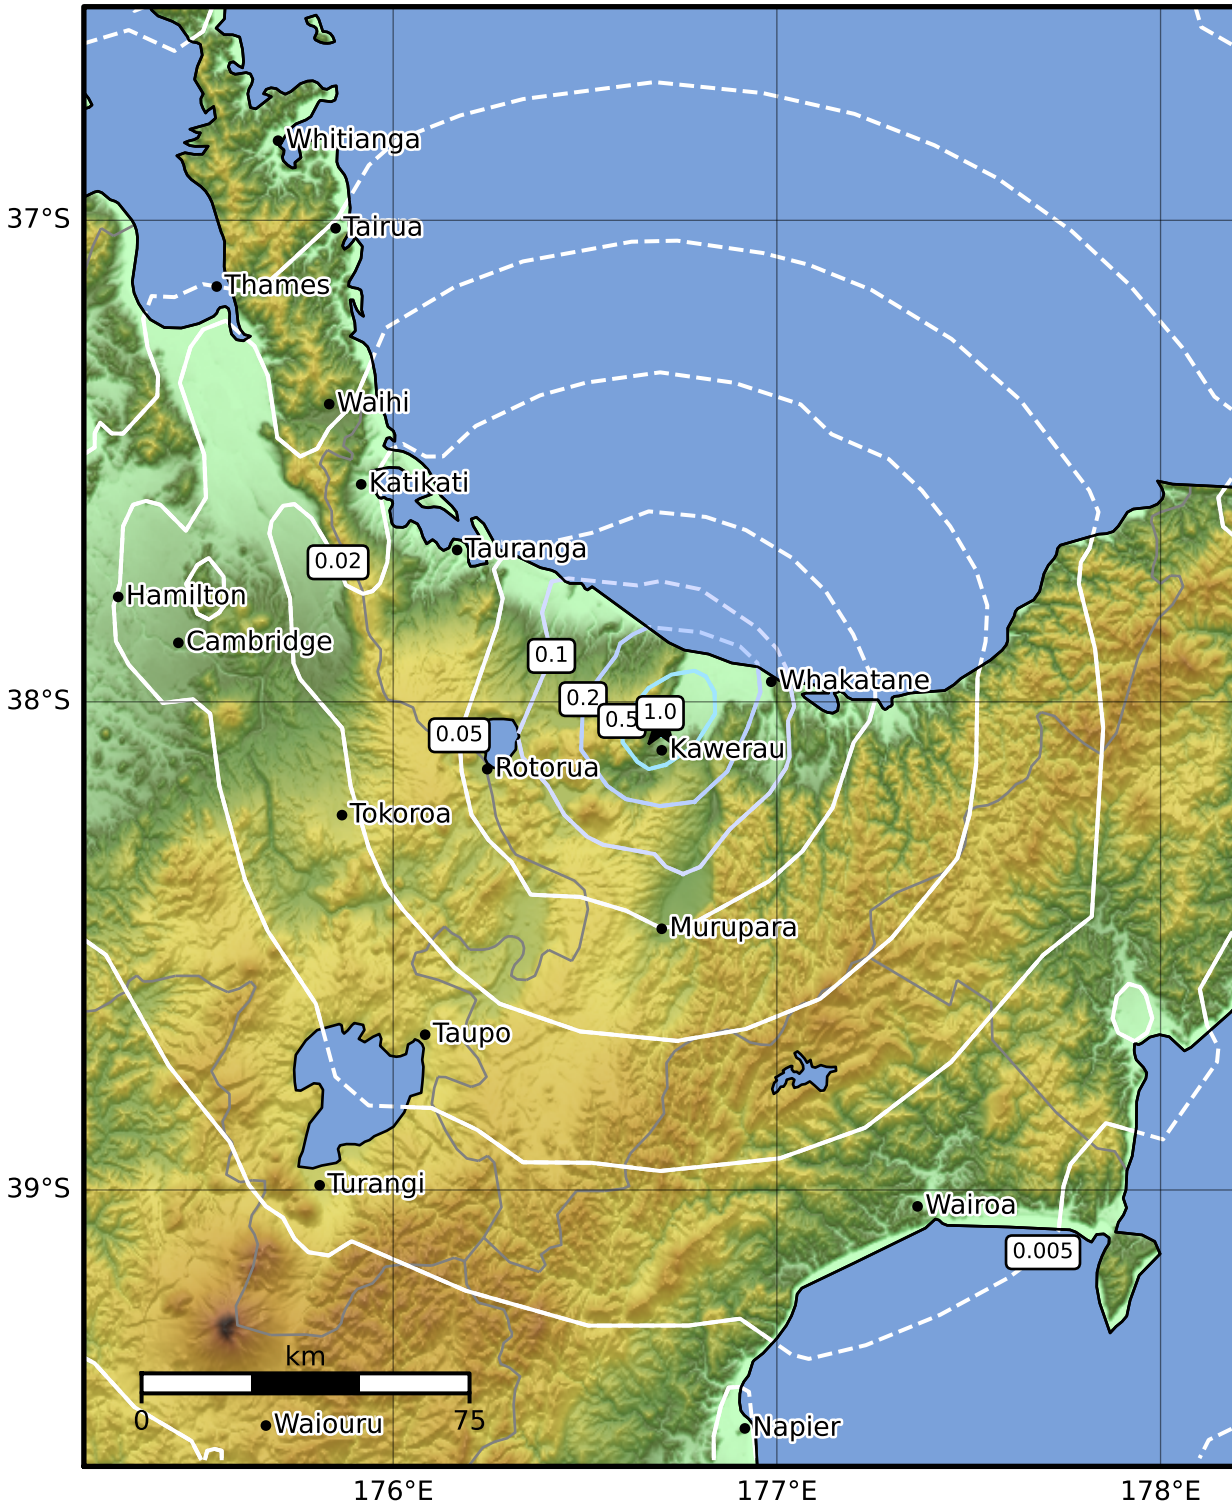 Whitianga
37°S
Tairua
Thames
Waihi
Katikati
Tauranga
0.02
Hamilton
Cambridge
0.1
Whakatane
0.2
0.5
1.0
0.05
Kawerau
Rotorua
Tokoroa
38°S
Murupara
Taupo
Turangi
39°S
Wairoa
0.005
km
0
75
Waiouru
Napier
176°E
177°E
178°E